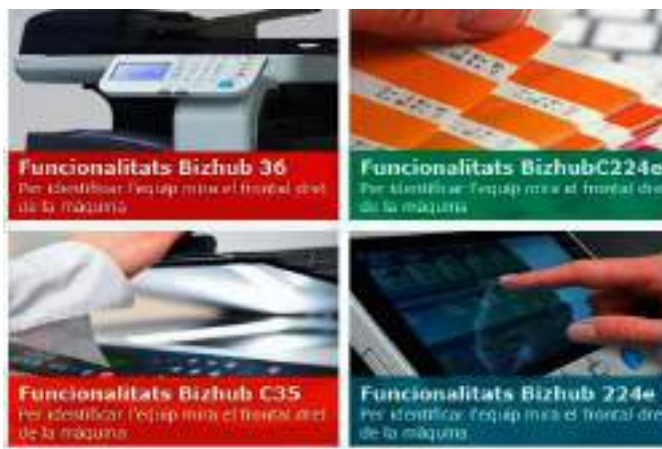 Funcionalitats Bizhub 36
Per identificar l'equip mira el frontal dret
de la màquina
Funcionalitats BizhubC224e
Per identificar l'equip mira el frontal dre
de la màquina
Funcionalitats Bizhub C35
Per identificar l'equip mira el frontal dret
de la màquina
Funcionalitats Bizhub 224e
Per identificar l'equip mira el frontal dre
de la màquina